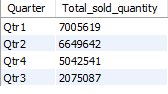 Quarter Total_sold_quantity
Qtr1 7005619
Qtr2 6649642
Qtr4 5042541
Qtr3 2075087